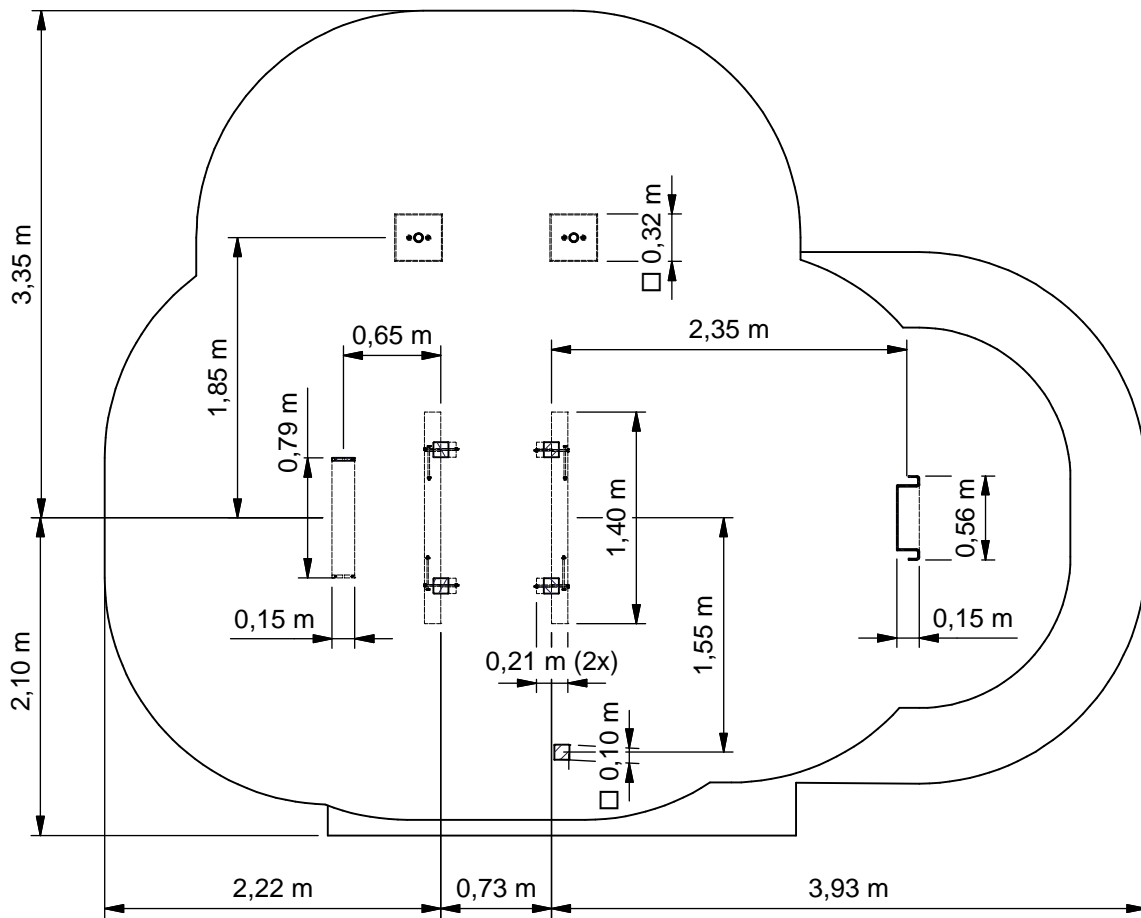 3,35 m
□ 0,32 m
0,65 m
2,35 m
1,85 m
0,79 m
1,40 m
0,56 m
0,15 m
0,15 m
1,55 m
0,21 m (2x)
2,10 m
□ 0,10 m
2,22 m
0,73 m
3,93 m